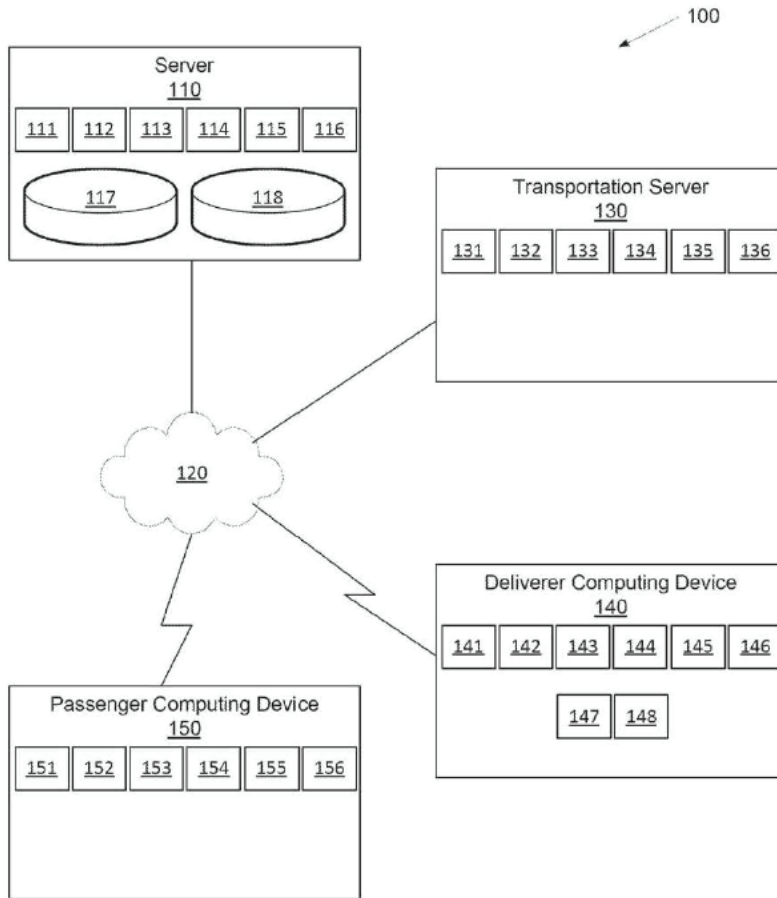 100
Server
110
111 112 113 114 115 116
117 118
Transportation Server
130
131 132 133 134 135 136
120
Deliverer Computing Device
140
141 142 143 144 145 146
147 148
Passenger Computing Device
150
151 152 153 154 155 156